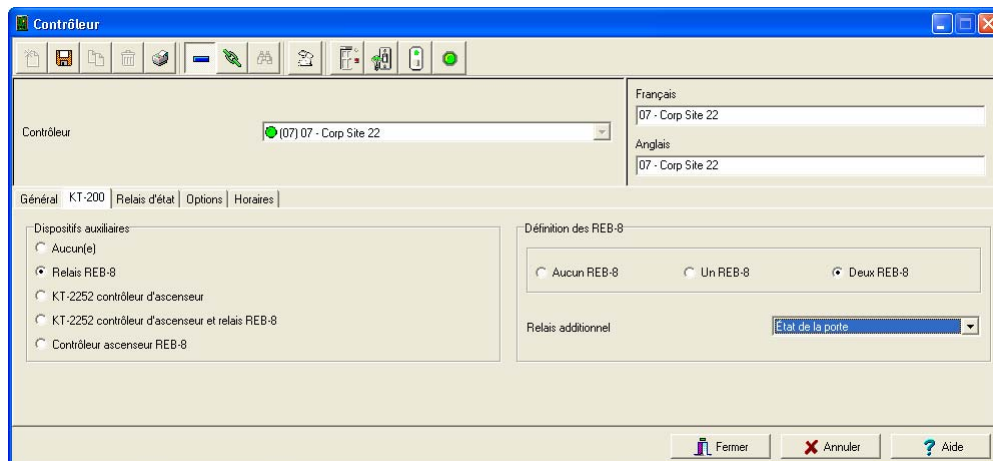 Contrôleur
Français
07 - Corp Site 22
Contrôleur
(07) 07 - Corp Site 22
Anglais
07 - Corp Site 22
Général KT-200 Relais d'état Options Horaires
Dispositifs auxiliaires
Aucun(e)
Relais REB-8
KT-2252 contrôleur d'ascenseur
KT-2252 contrôleur d'ascenseur et relais REB-8
Contrôleur ascenseur REB-8
Définition des REB-8
Aucun REB-8 Un REB-8 Deux REB-8
Relais additionnel État de la porte
Fermer Annuler ? Aide